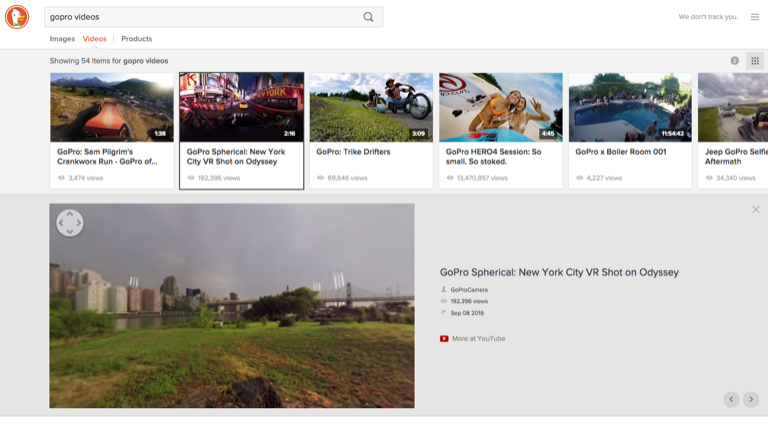 gopro videos
We don't track you.
Images
Videos
Products
Showing 54 Items for gopro videos
1:38
GoPro: Sam Pilgrim's
Crankworx Run - GoPro of...
3,474 views
YORK
2:16
GoPro Spherical: New York
City VR Shot on Odyssey
192,396 views
3:09
GoPro: Trike Drifters
69,646 views
4:45
GoPro HERO4 Session: So
small. So stoked.
13,470,857 views
11:54:42
GoPro x Boiler Room 001
4,227 views
Jeep GoPro Selfie
Aftermath
34,340 views
GoPro Spherical: New York City VR Shot on Odyssey
GoProCamera
192,396 views
Sep 08 2015
More at YouTube